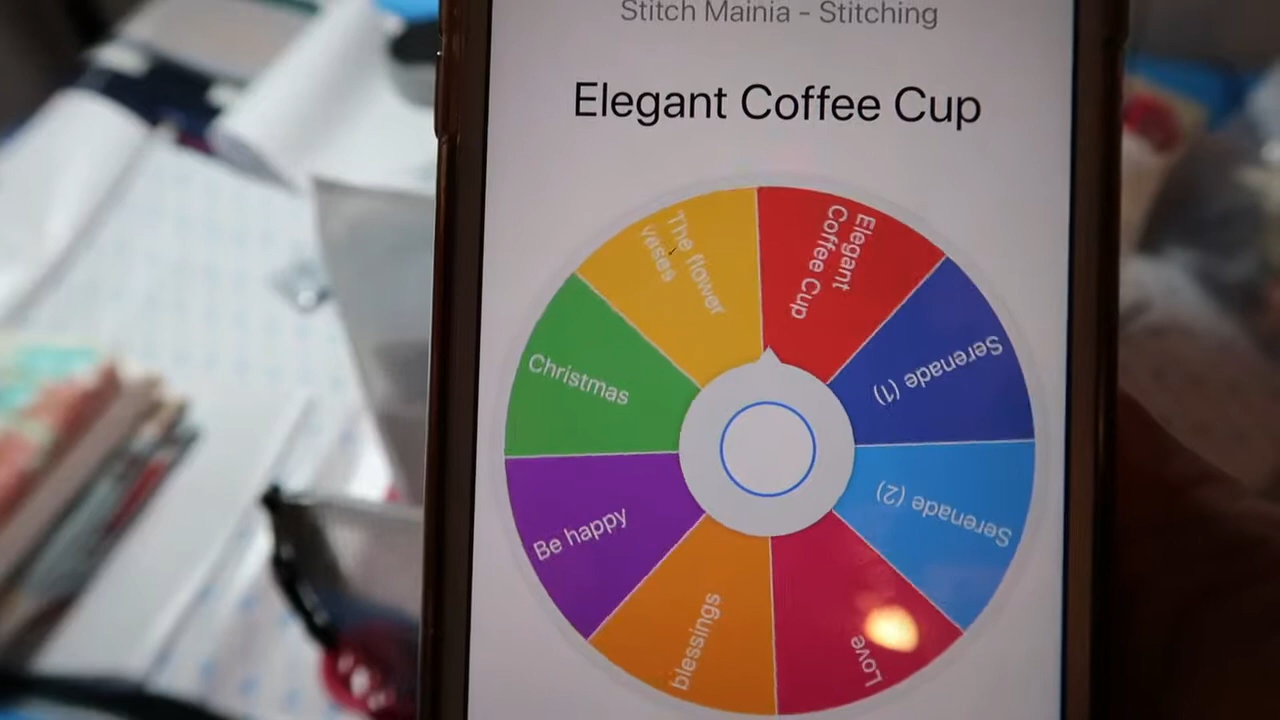 Stitch Mainia - Stitching
Elegant Coffee Cup
The flower
vases
Elegant
Coffee Cup
Serenade (1)
Serenade (2)
Love
blessings
Be happy
Christmas